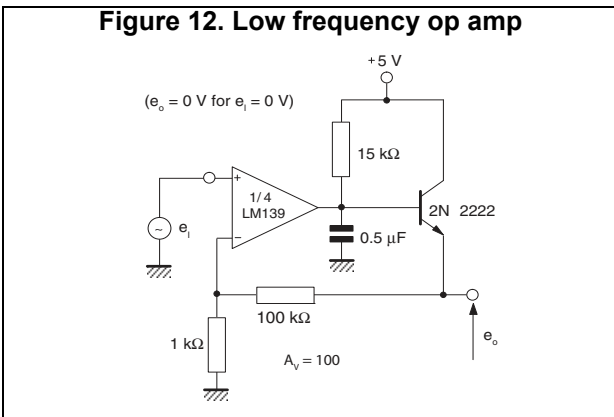 Figure 12. Low frequency op amp
+5 V
(eo = 0 V for eI = 0 V)
15 kΩ
+
1/4
LM139
2N 2222
~
eI
0.5 µF
−
100 kΩ
1 kΩ
eo
AV = 100